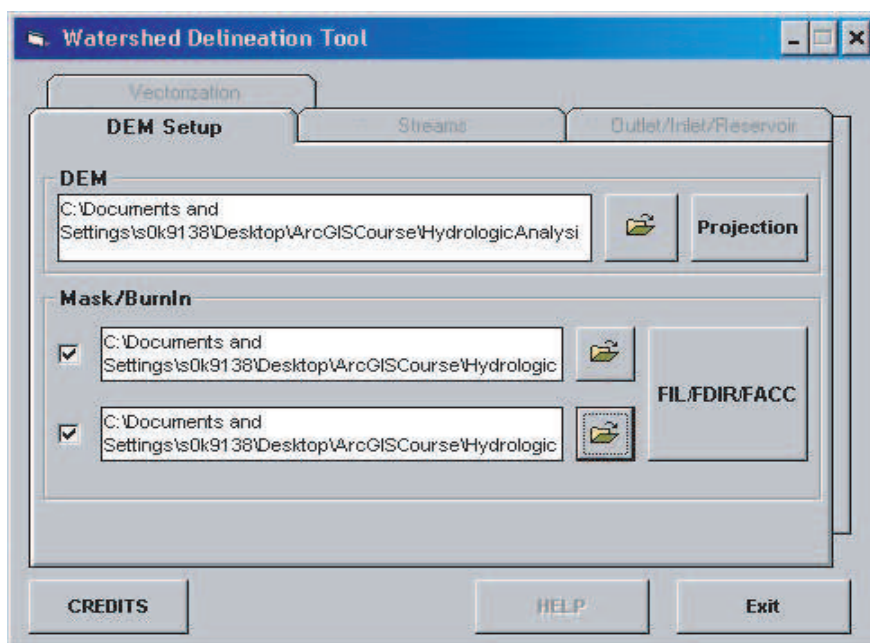 Watershed Delineation Tool
Vectorization
DEM Setup
Streams
Outlet/Inlet/Reservoir
DEM
C:\Documents and
Settings\s0k9138\Desktop\ArcGISCourse\HydrologicAnalysi
Projection
Mask/BurnIn
C:\Documents and
Settings\s0k9138\Desktop\ArcGISCourse\Hydrologic
FIL/FDIR/FACC
C:\Documents and
Settings\s0k9138\Desktop\ArcGISCourse\Hydrologic
CREDITS
HELP
Exit